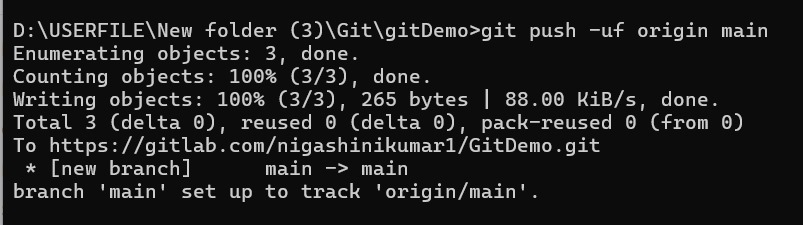 D:\USERFILE\New folder (3)\Git\gitDemo>git push -uf origin main
Enumerating objects: 3, done.
Counting objects: 100% (3/3), done.
Writing objects: 100% (3/3), 265 bytes | 88.00 KiB/s, done.
Total 3 (delta 0), reused 0 (delta 0), pack-reused 0 (from 0)
To https://gitlab.com/nigashinikumar1/GitDemo.git
 * [new branch]      main -> main
branch 'main' set up to track 'origin/main'.